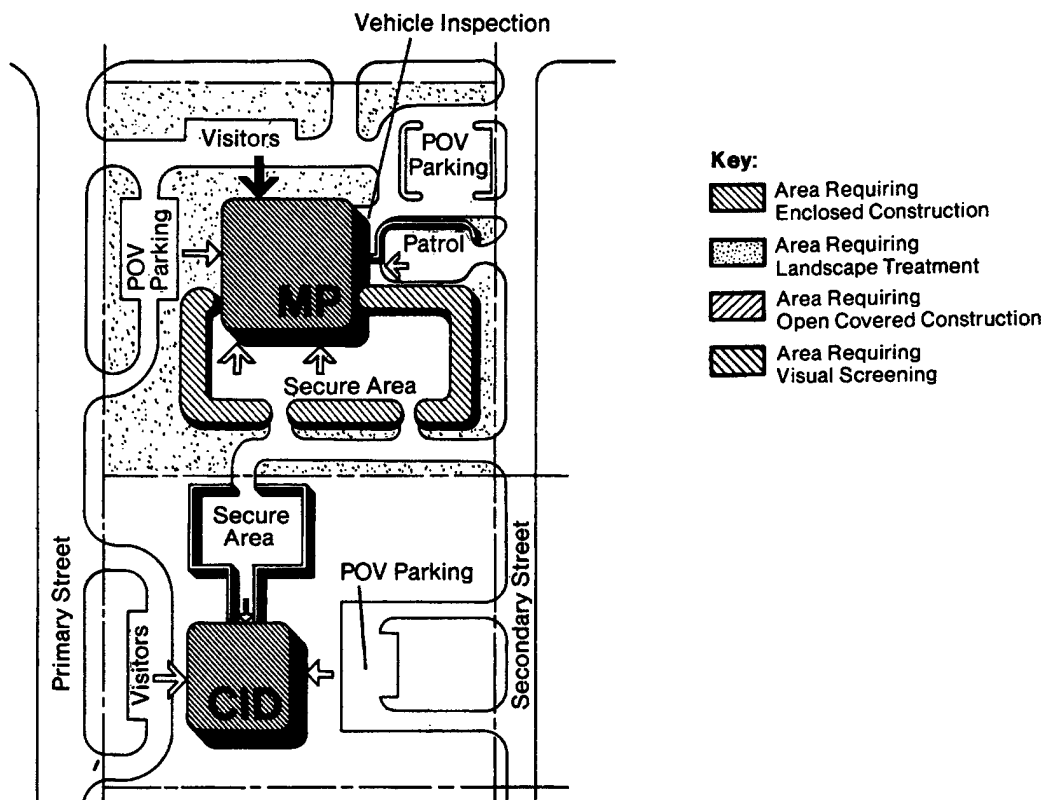 Vehicle Inspection
Visitors
POV
Parking
POV
Parking
Patrol
MP
Secure Area
Secure
Area
POV Parking
Visitors
CID
Primary Street
Secondary Street
Key:
Area Requiring
Enclosed Construction
Area Requiring
Landscape Treatment
Area Requiring
Open Covered Construction
Area Requiring
Visual Screening